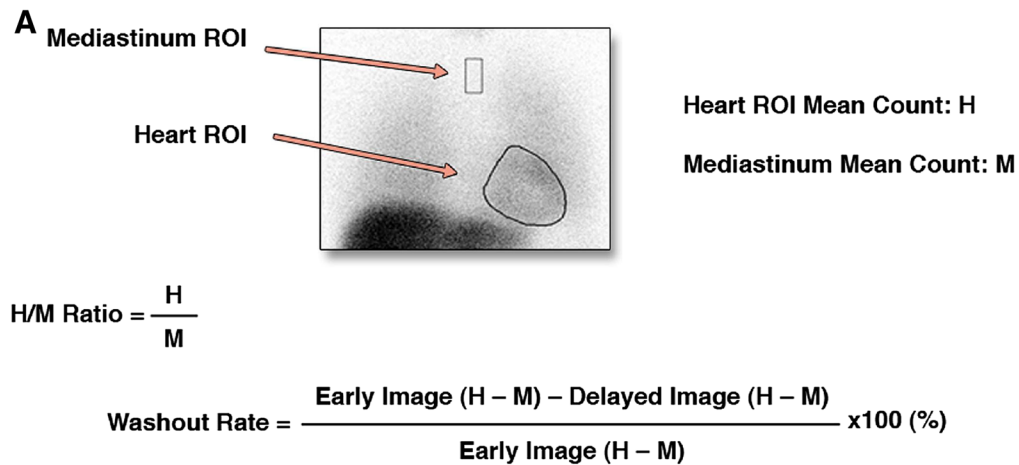 A
Mediastinum ROI
Heart ROI
Heart ROI Mean Count: H
Mediastinum Mean Count: M
H/M Ratio = H
M
Early Image (H – M) – Delayed Image (H – M)
Washout Rate = x100 (%)
Early Image (H – M)